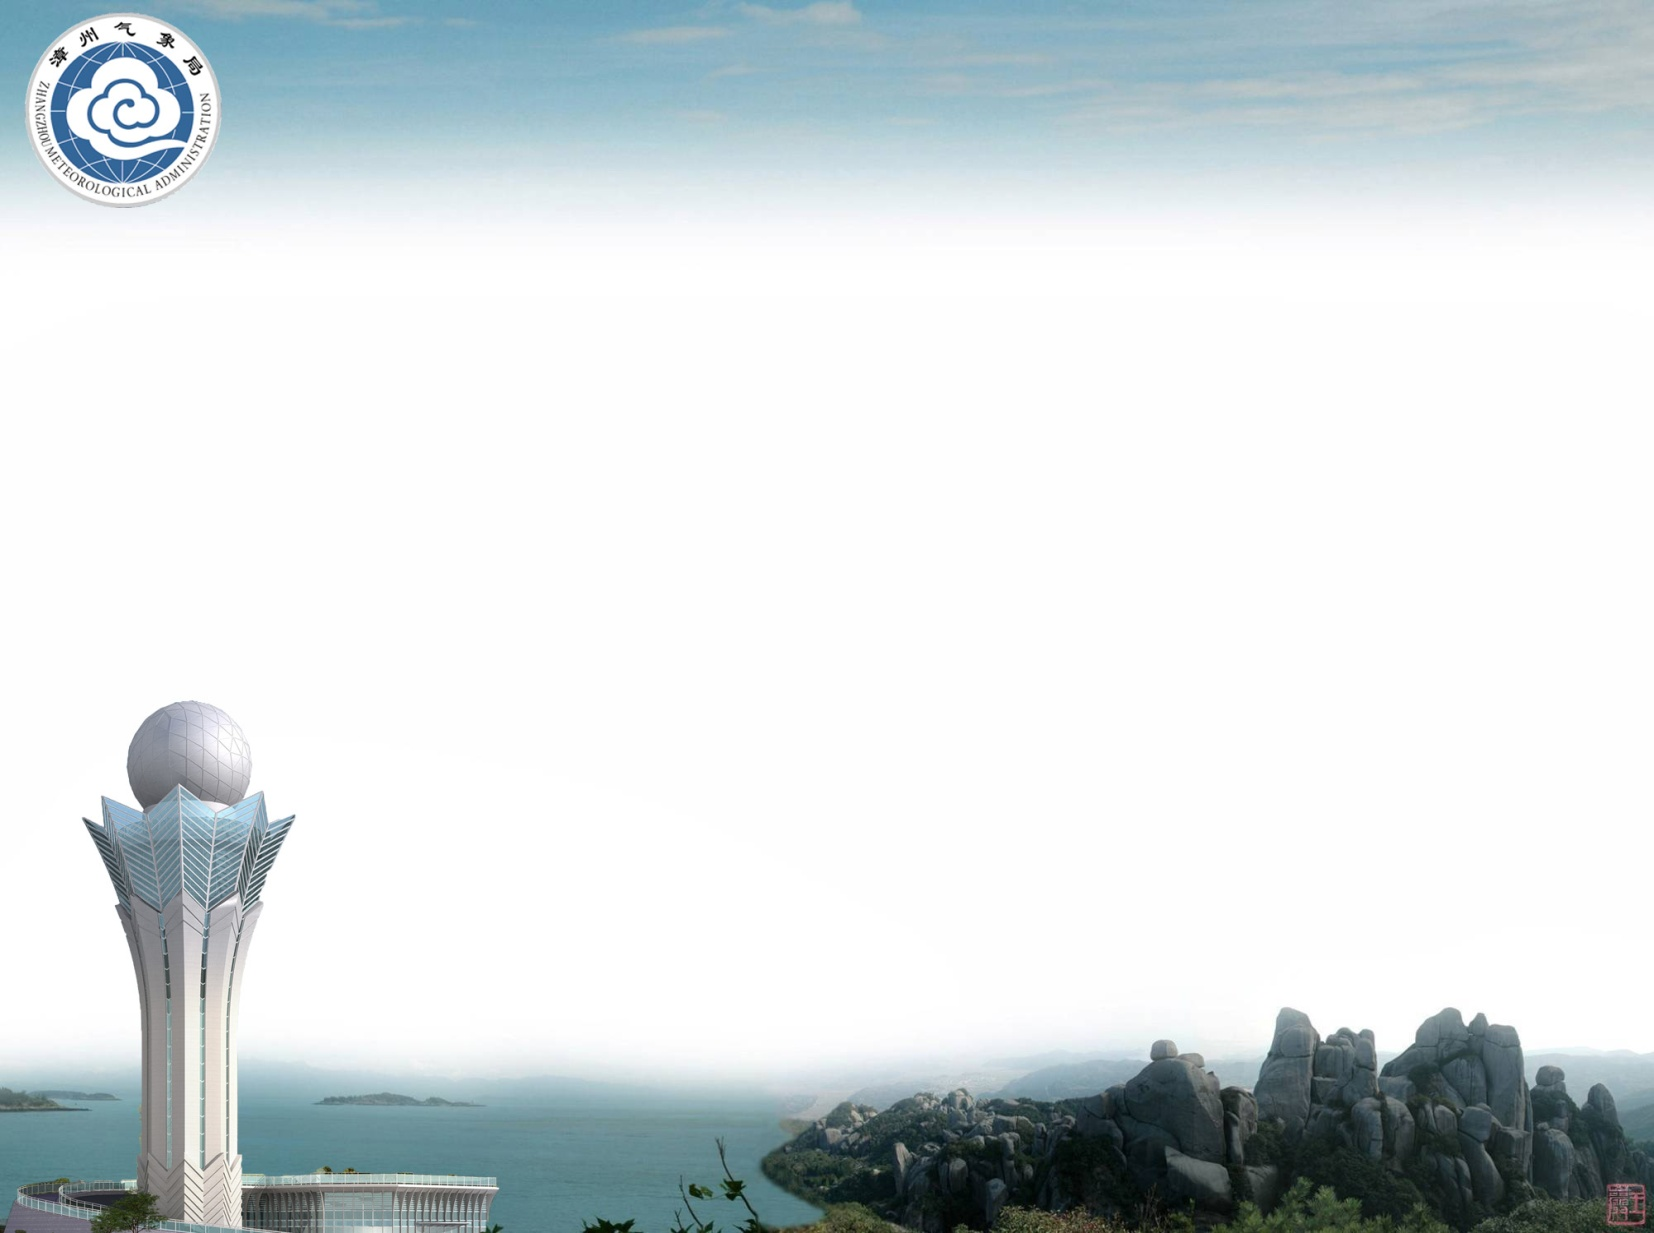 漳州气象局
ZHANGZHOU METEOROLOGICAL ADMINISTRATION